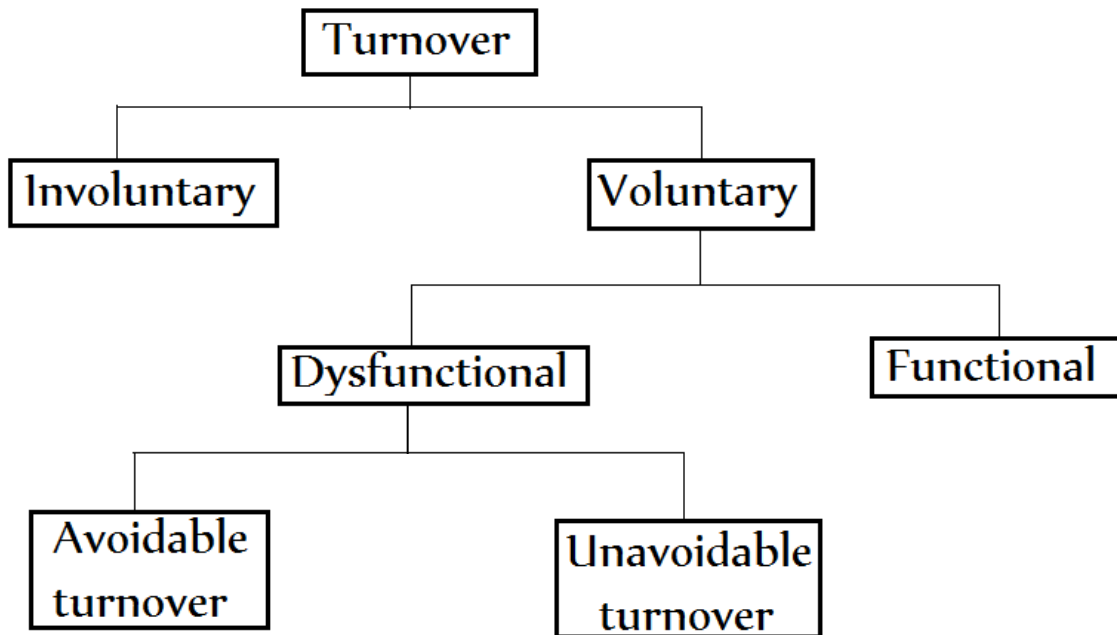 Turnover
Involuntary
Voluntary
Dysfunctional
Functional
Avoidable
turnover
Unavoidable
turnover